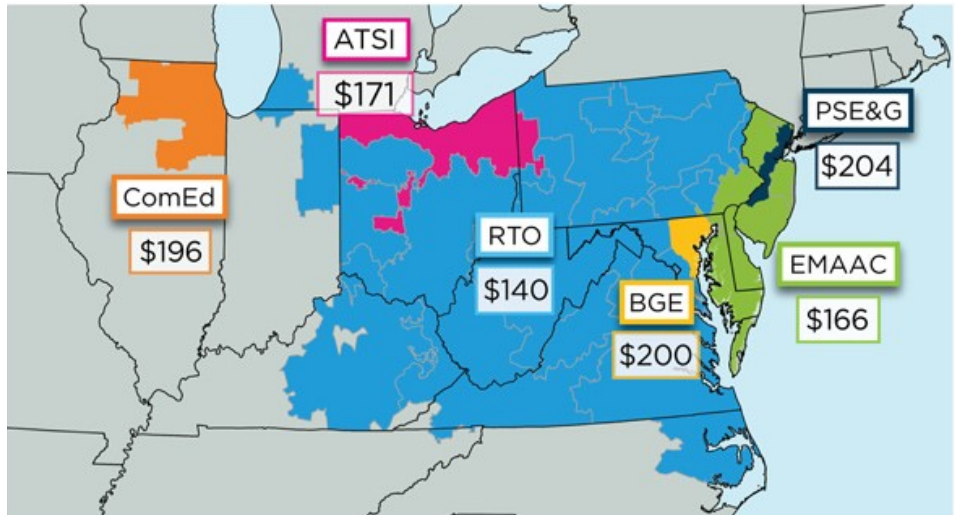 ATSI
$171
PSE&G
$204
ComEd
$196
RTO
$140
EMAAC
$166
BGE
$200